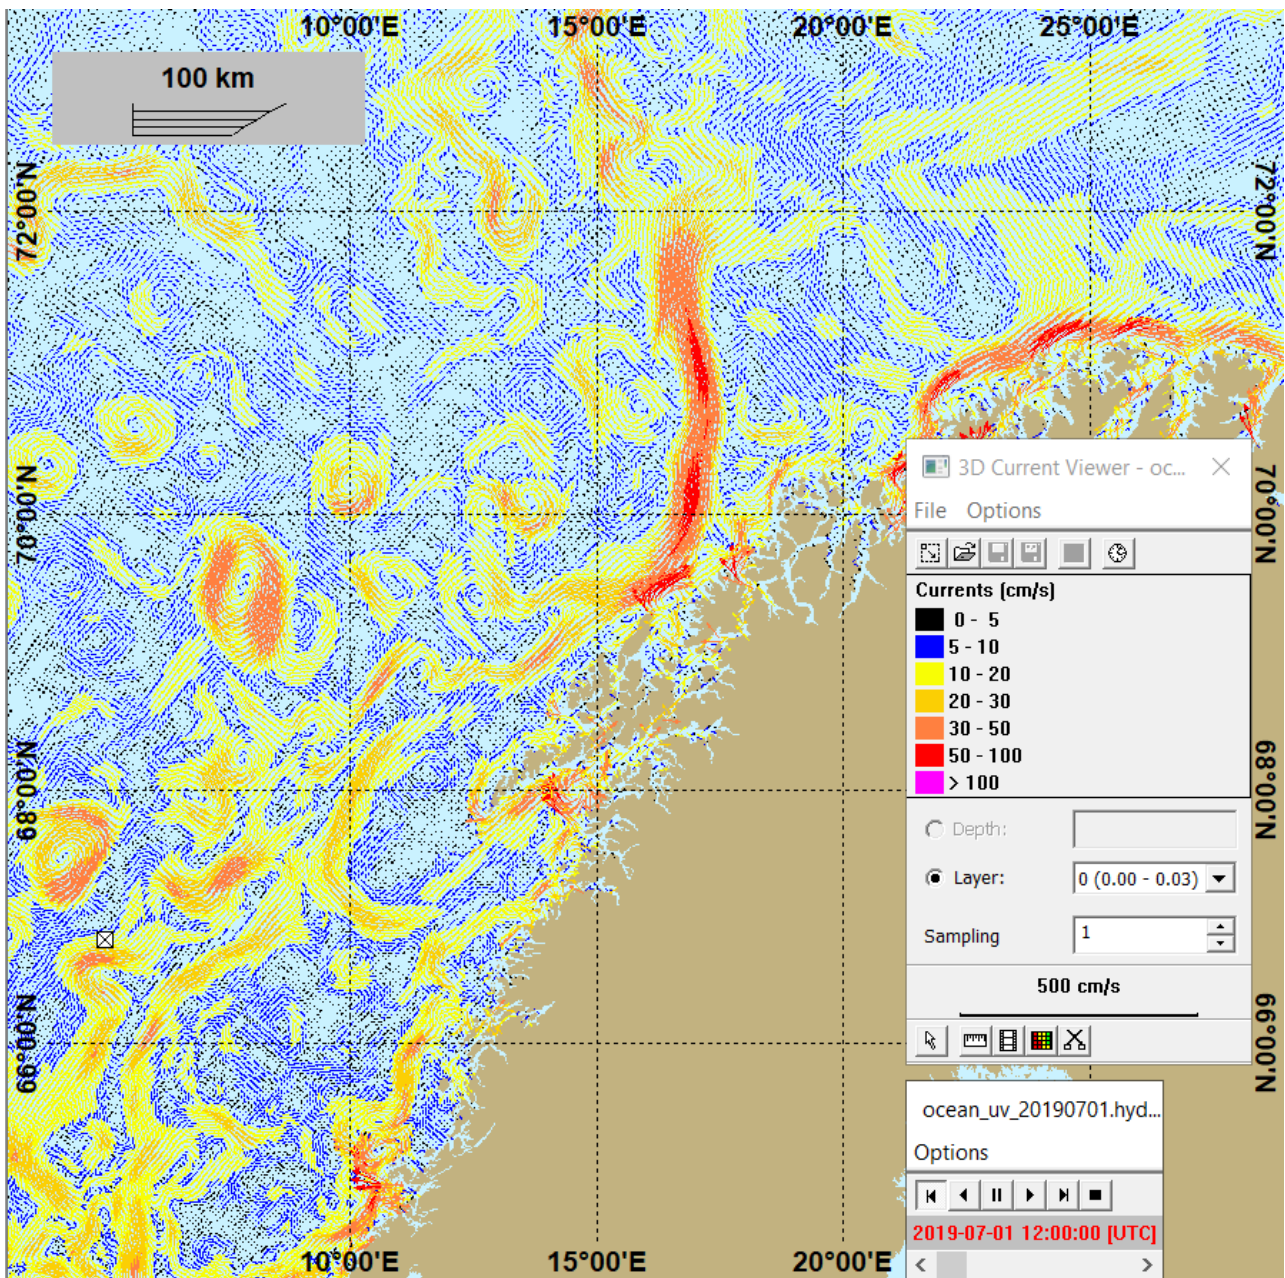 10°00'E 15°00'E 20°00'E 25°00'E
100 km
72°00'N 72°00'N
70°00'N 70°00'N
68°00'N 68°00'N
66°00'N 66°00'N
10°00'E 15°00'E 20°00'E
3D Current Viewer - oc...
File Options
Currents (cm/s)
0 - 5
5 - 10
10 - 20
20 - 30
30 - 50
50 - 100
> 100
Depth:
Layer: 0 (0.00 - 0.03)
Sampling 1
500 cm/s
ocean_uv_20190701.hyd...
Options
2019-07-01 12:00:00 [UTC]